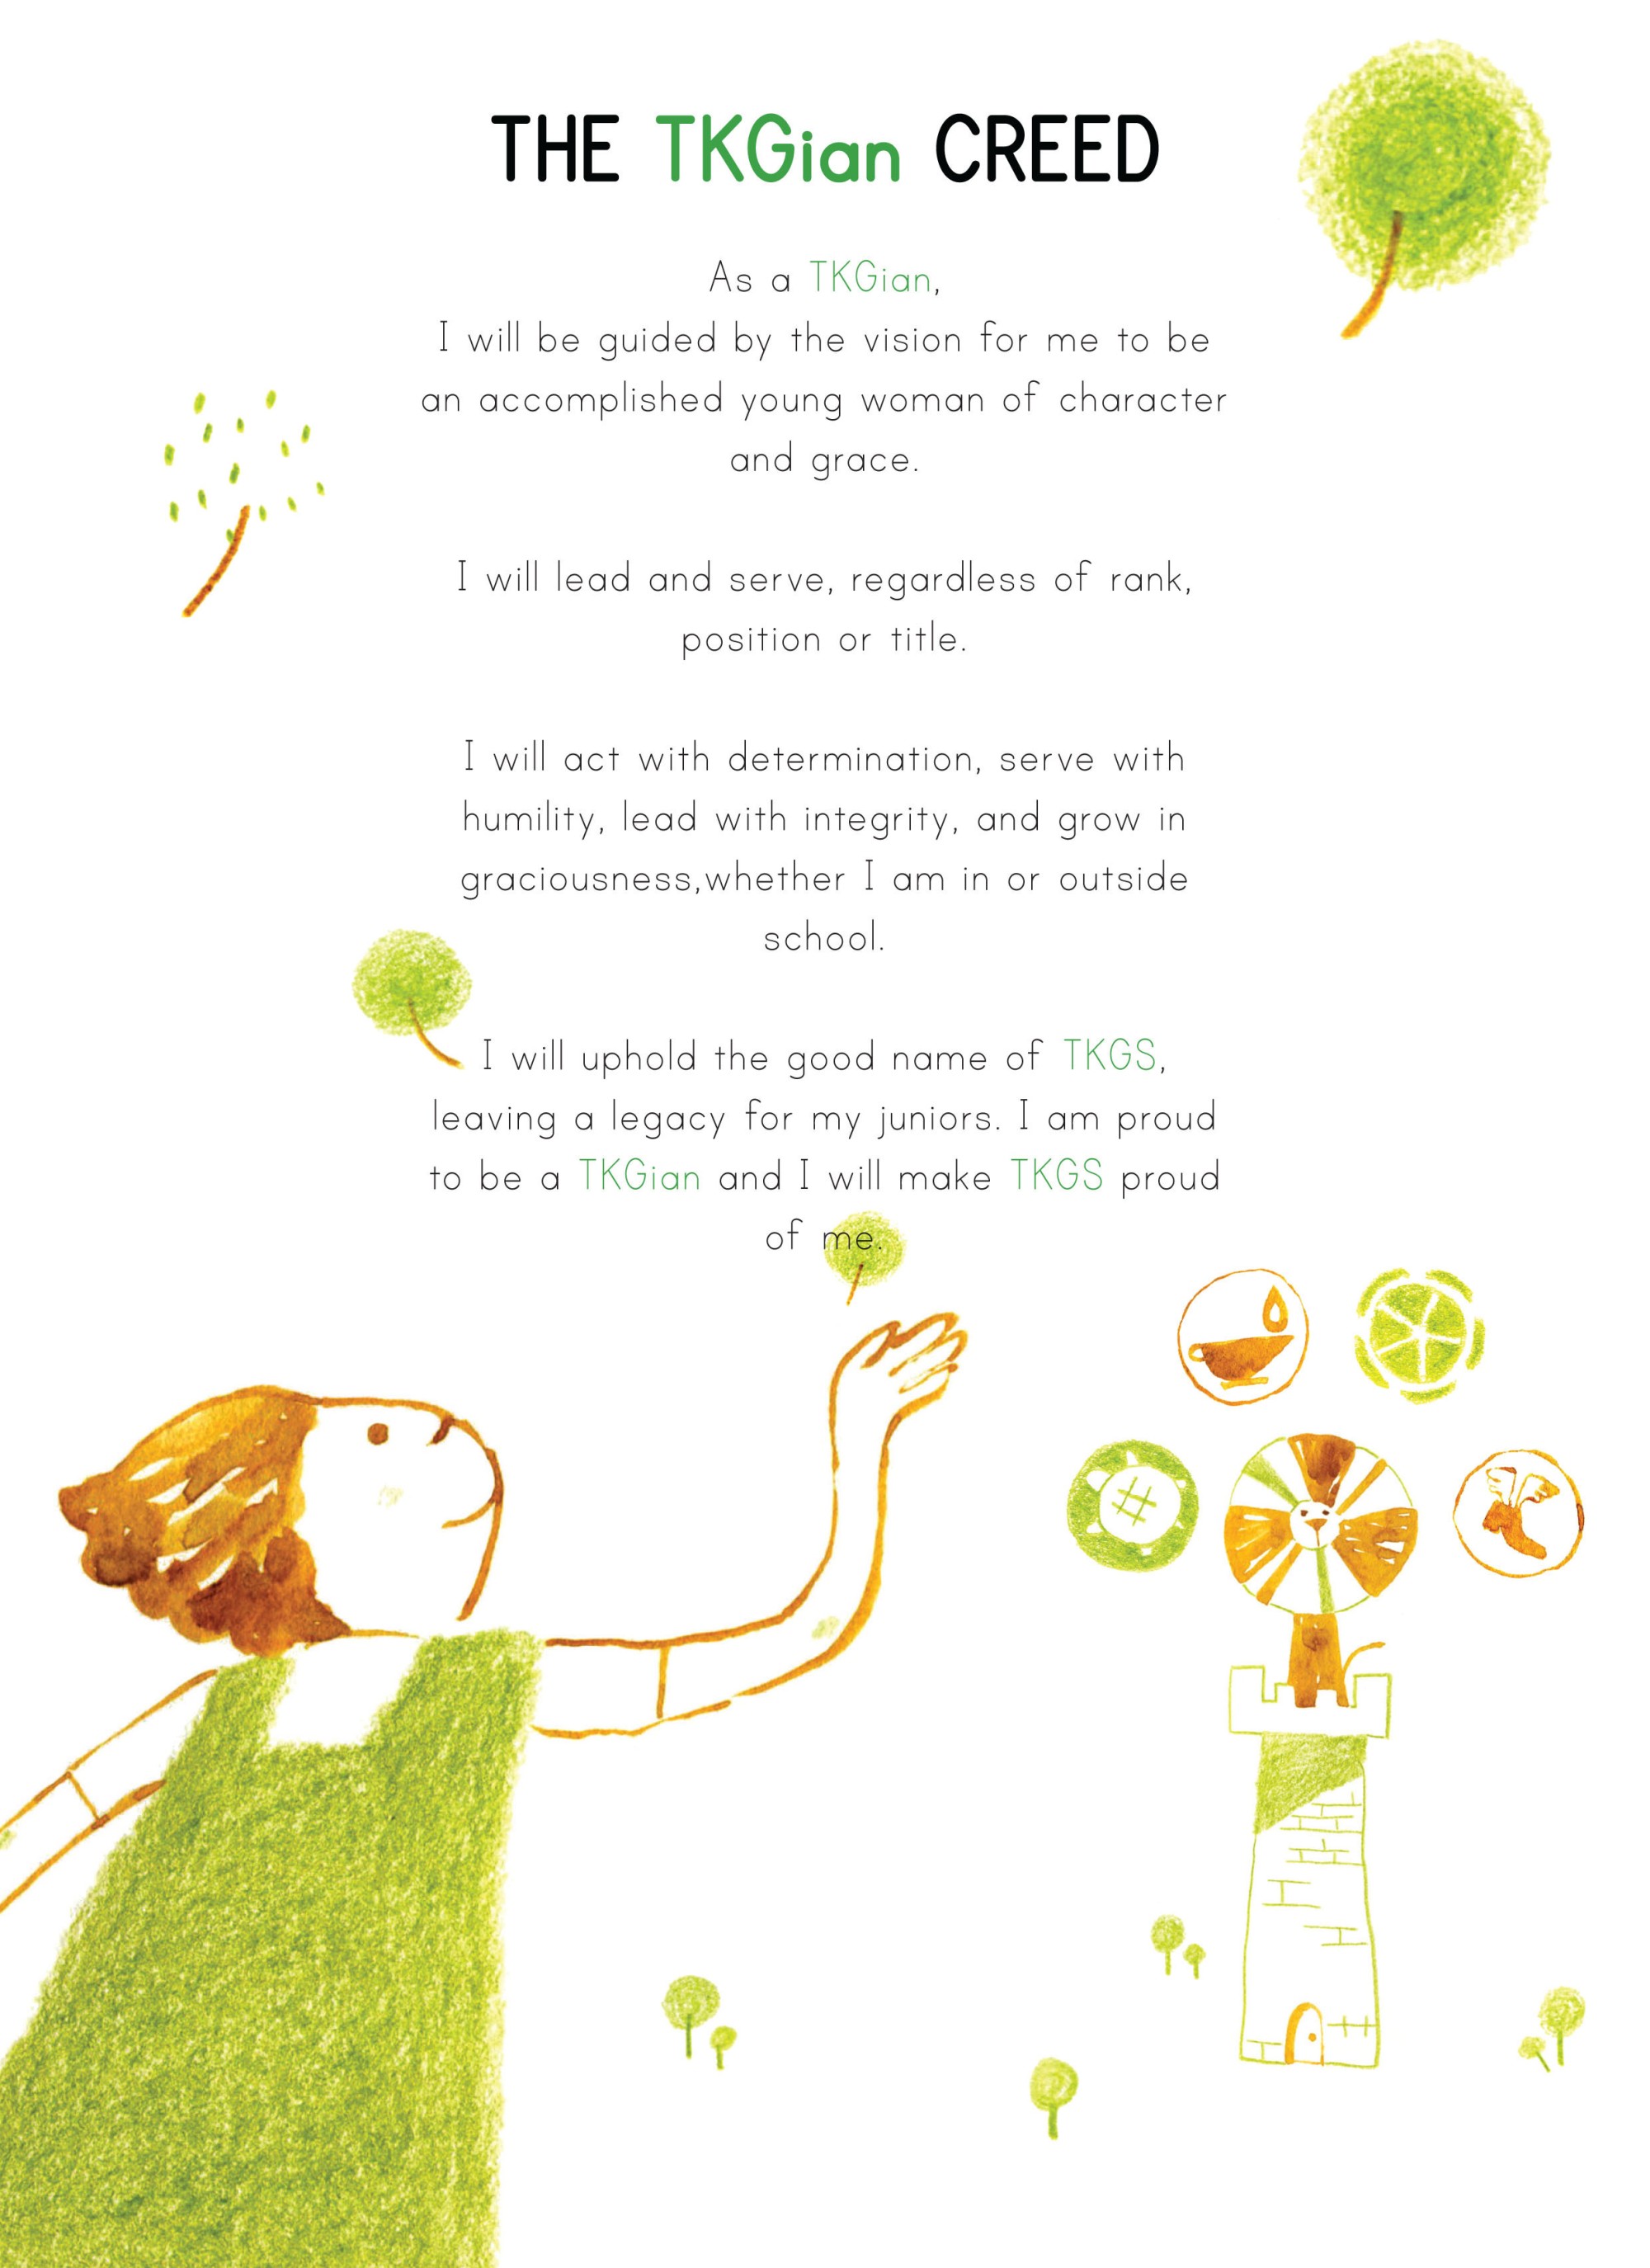 THE TKGian CREED
As a TKGian,
I will be guided by the vision for me to be
an accomplished young woman of character
and grace.
I will lead and serve, regardless of rank,
position or title.
I will act with determination, serve with
humility, lead with integrity, and grow in
graciousness,whether I am in or outside
school.
I will uphold the good name of TKGS,
leaving a legacy for my juniors. I am proud
to be a TKGian and I will make TKGS proud
of me.